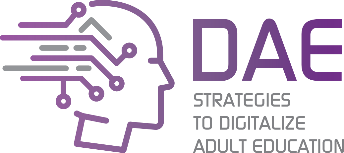 DAE
STRATEGIES
TO DIGITALIZE
ADULT EDUCATION